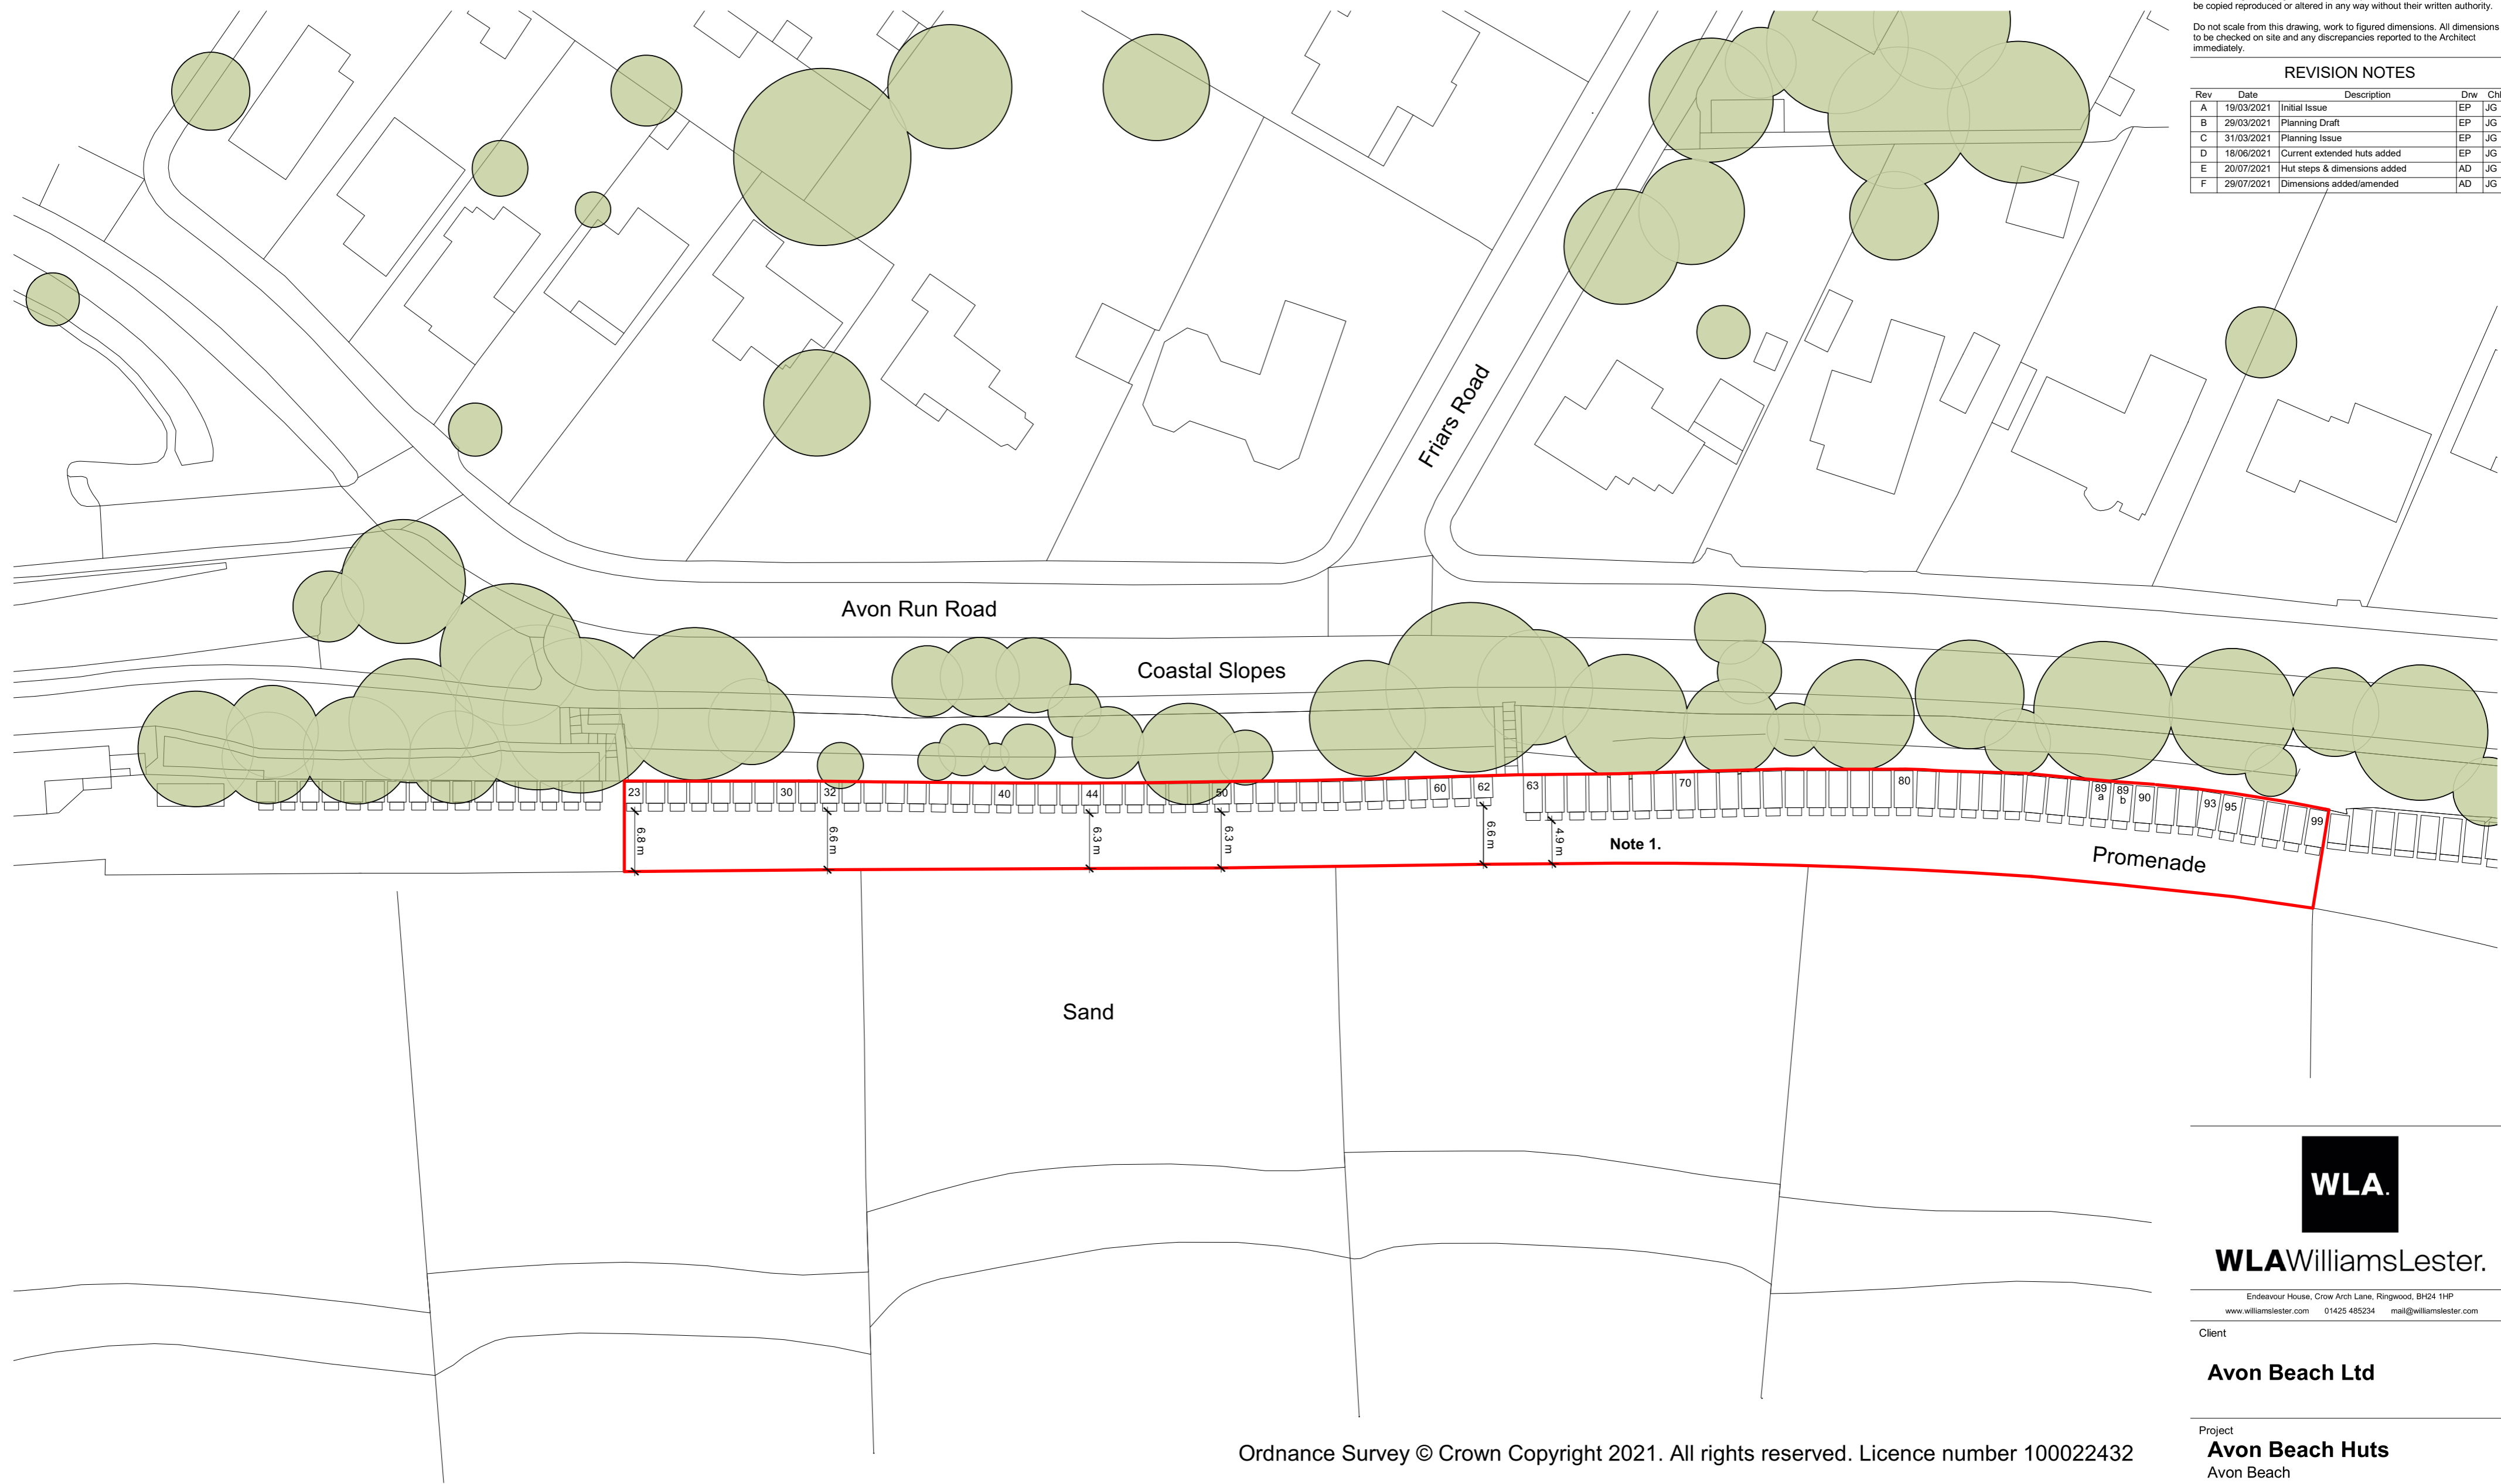 be copied reproduced or altered in any way without their written authority.
Do not scale from this drawing, work to figured dimensions. All dimensions
to be checked on site and any discrepancies reported to the Architect
immediately.
REVISION NOTES
Rev Date Description Drw
A 19/03/2021 Initial Issue EP JG
B 29/03/2021 Planning Draft EP JG
C 31/03/2021 Planning Issue EP JG
D 18/06/2021 Current extended huts added EP JG
E 20/07/2021 Hut steps & dimensions added AD JG
F 29/07/2021 Dimensions added/amended AD JG
Friars Road
Avon Run Road
Coastal Slopes
23 30 32 40 44 50 60 62 63 70 80 89 a 89 b 90 93 95 99
6.8 m 6.6 m 6.3 m 6.3 m 6.6 m 4.9 m
Note 1.
Promenade
Sand
WLA.
WLAWilliamsLester.
Endeavour House, Crow Arch Lane, Ringwood, BH24 1HP
www.williamslester.com 01425 485234 mail@williamslester.com
Client
Avon Beach Ltd
Project
Avon Beach Huts
Avon Beach
Ordnance Survey © Crown Copyright 2021. All rights reserved. Licence number 100022432